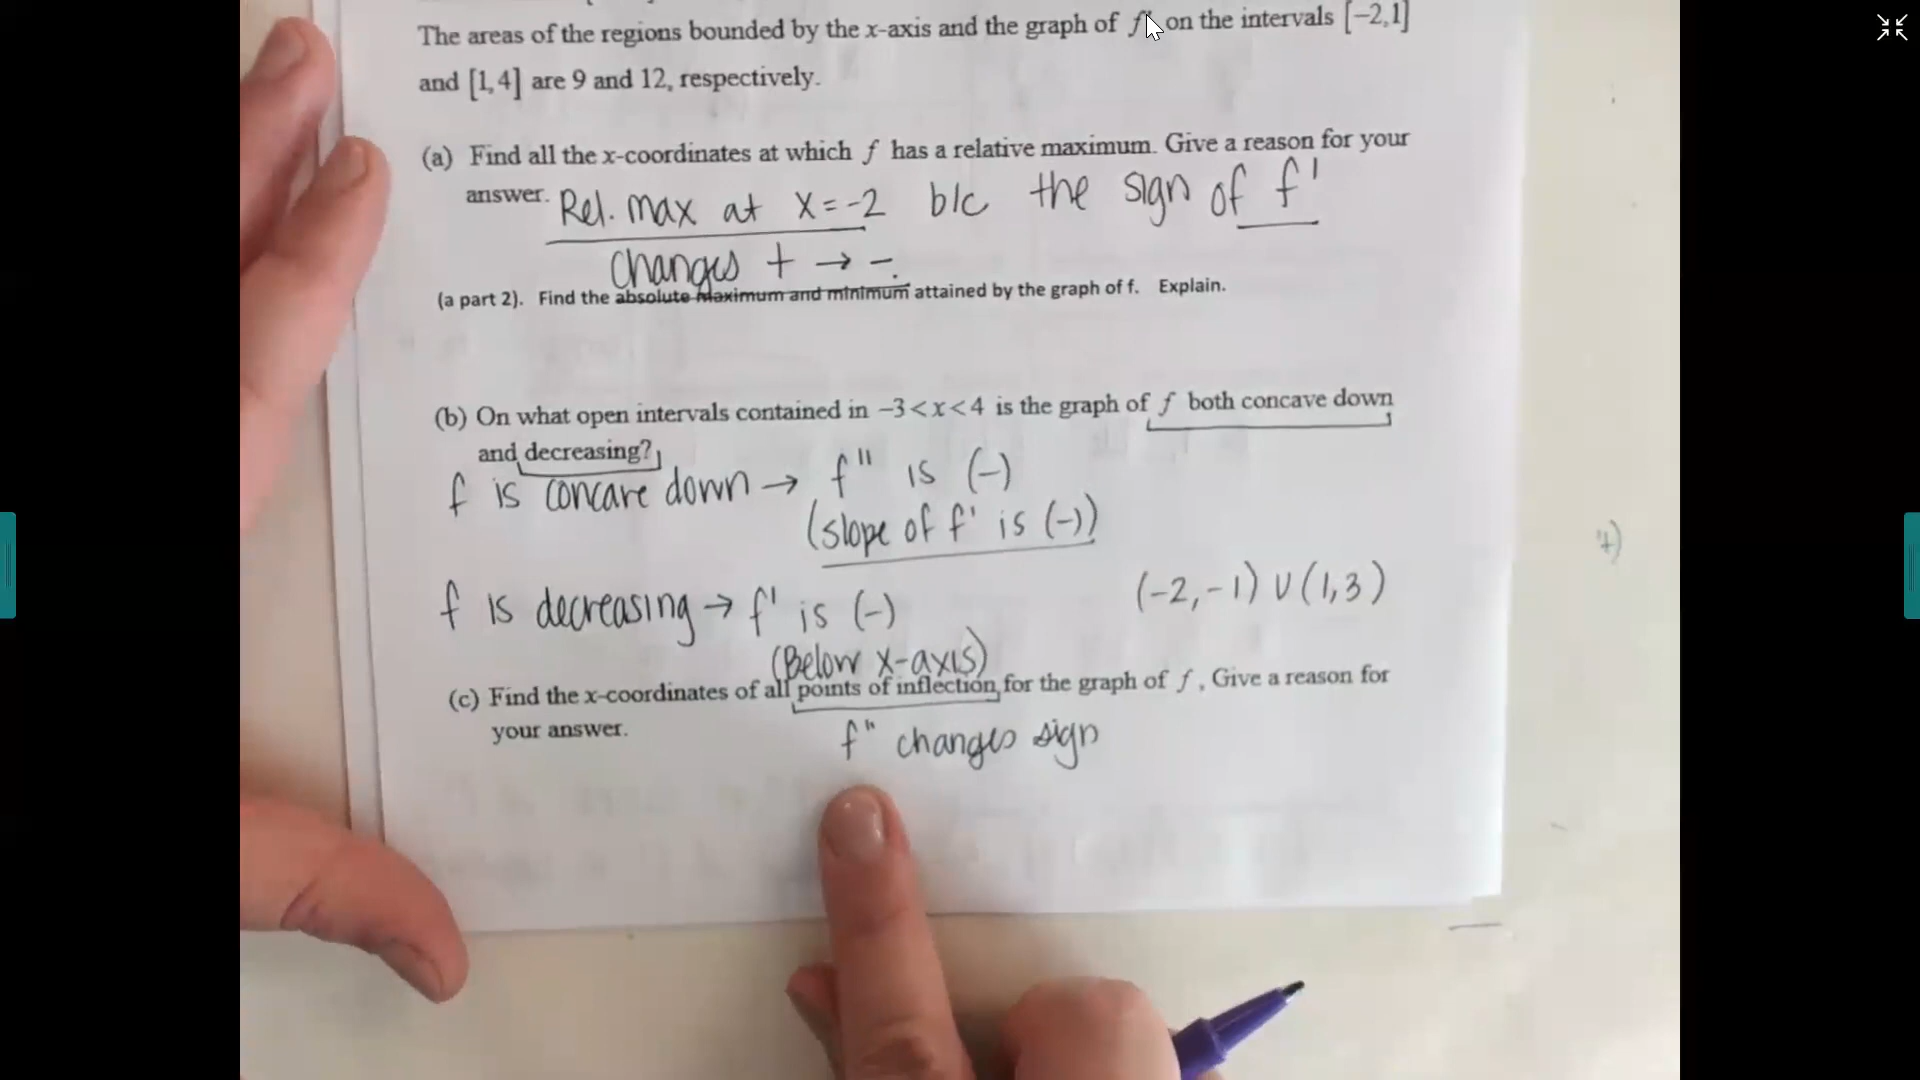 The areas of the regions bounded by the x-axis and the graph of f' on the intervals [−2,1]
and [1,4] are 9 and 12, respectively.
(a) Find all the x-coordinates at which f has a relative maximum. Give a reason for your
answer. Rel. max at x = -2 b/c the sign of f'
changes + → -.
(a part 2). Find the absolute maximum and minimum attained by the graph of f. Explain.
(b) On what open intervals contained in −3<x<4 is the graph of f both concave down
and decreasing?
f is concave down → f" is (-)
(slope of f' is (-))
(-2,-1) ∪ (1,3)
f is decreasing → f' is (-)
(Below x-axis)
(c) Find the x-coordinates of all points of inflection for the graph of f, Give a reason for
your answer.
f" changes sign